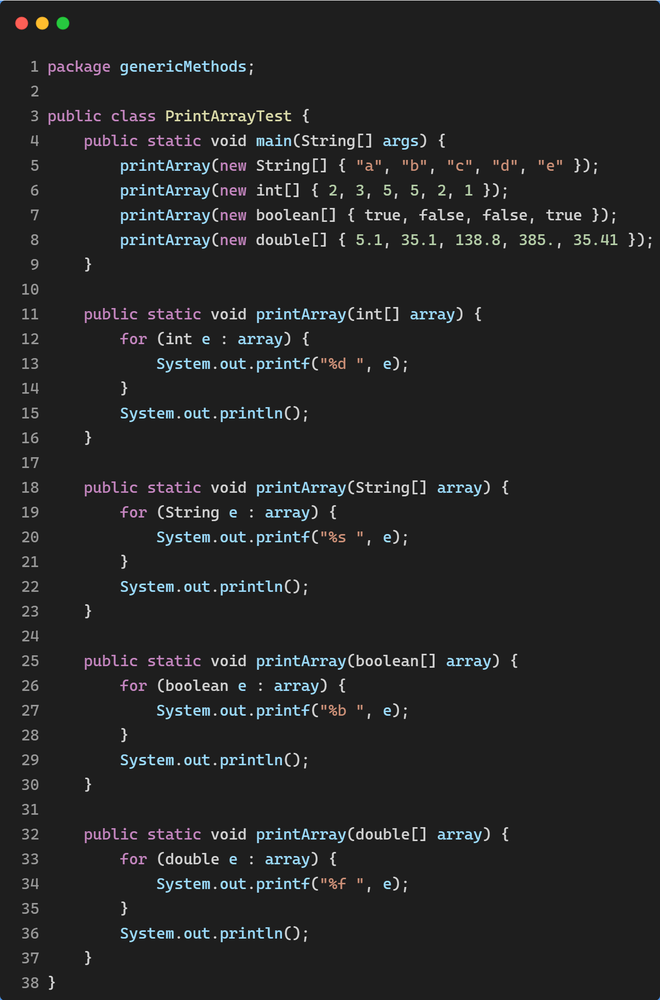 1 package genericMethods;
2
3 public class PrintArrayTest {
4     public static void main(String[] args) {
5         printArray(new String[] { "a", "b", "c", "d", "e" });
6         printArray(new int[] { 2, 3, 5, 5, 2, 1 });
7         printArray(new boolean[] { true, false, false, true });
8         printArray(new double[] { 5.1, 35.1, 138.8, 385., 35.41 });
9     }
10
11     public static void printArray(int[] array) {
12         for (int e : array) {
13             System.out.printf("%d ", e);
14         }
15         System.out.println();
16     }
17
18     public static void printArray(String[] array) {
19         for (String e : array) {
20             System.out.printf("%s ", e);
21         }
22         System.out.println();
23     }
24
25     public static void printArray(boolean[] array) {
26         for (boolean e : array) {
27             System.out.printf("%b ", e);
28         }
29         System.out.println();
30     }
31
32     public static void printArray(double[] array) {
33         for (double e : array) {
34             System.out.printf("%f ", e);
35         }
36         System.out.println();
37     }
38 }